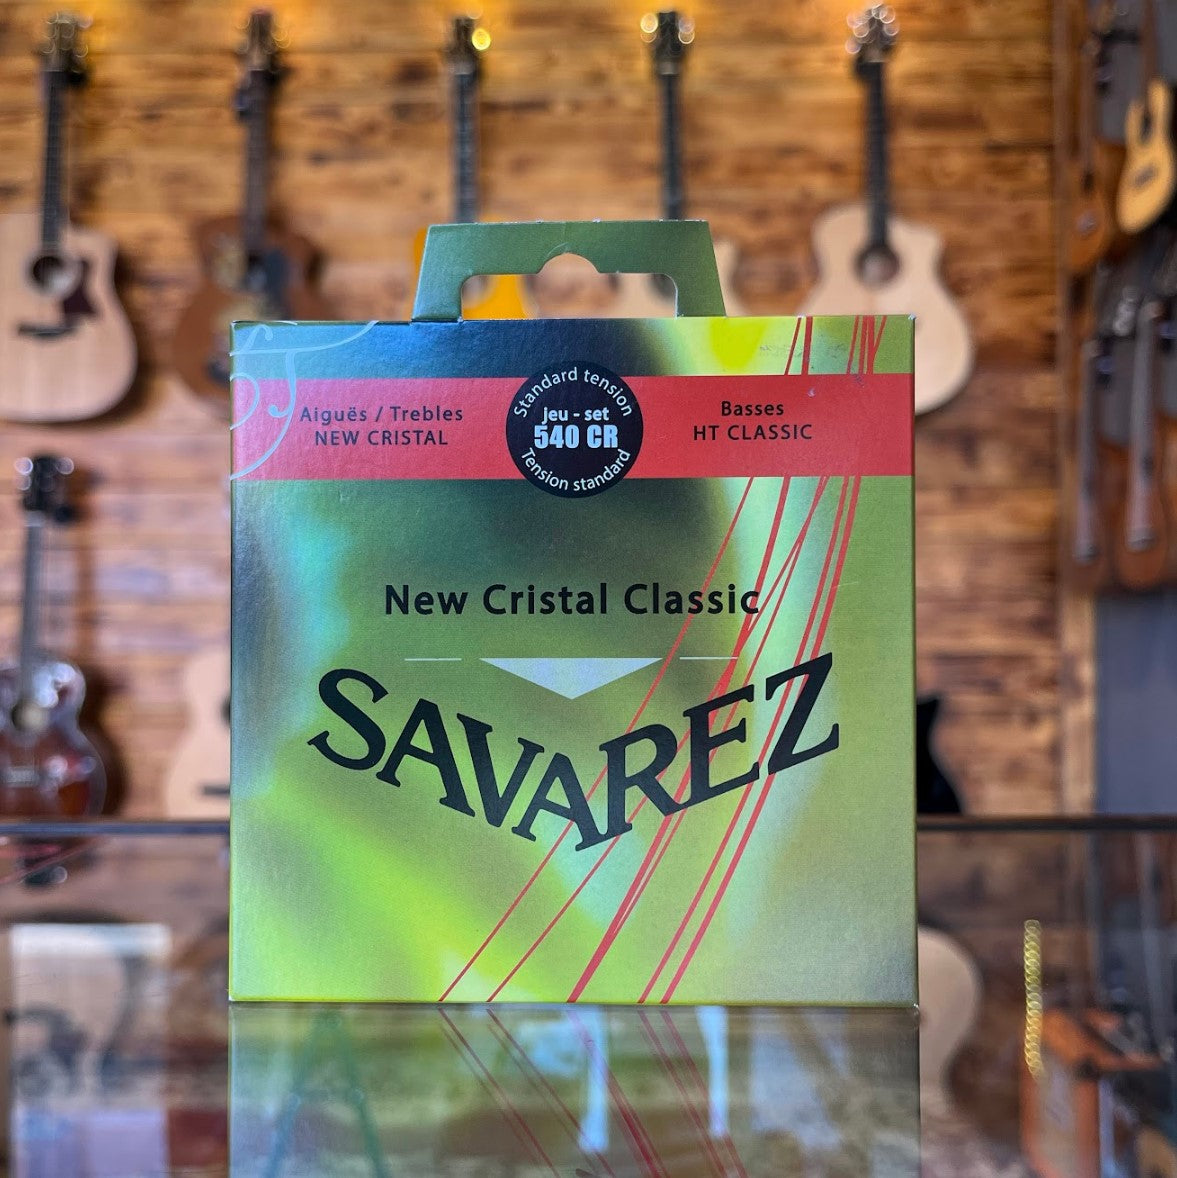 Aiguës / Trebles
NEW CRISTAL
Standard tension
jeu - set
540 CR
Tension standard
Basses
HT CLASSIC
New Cristal Classic
SAVAREZ